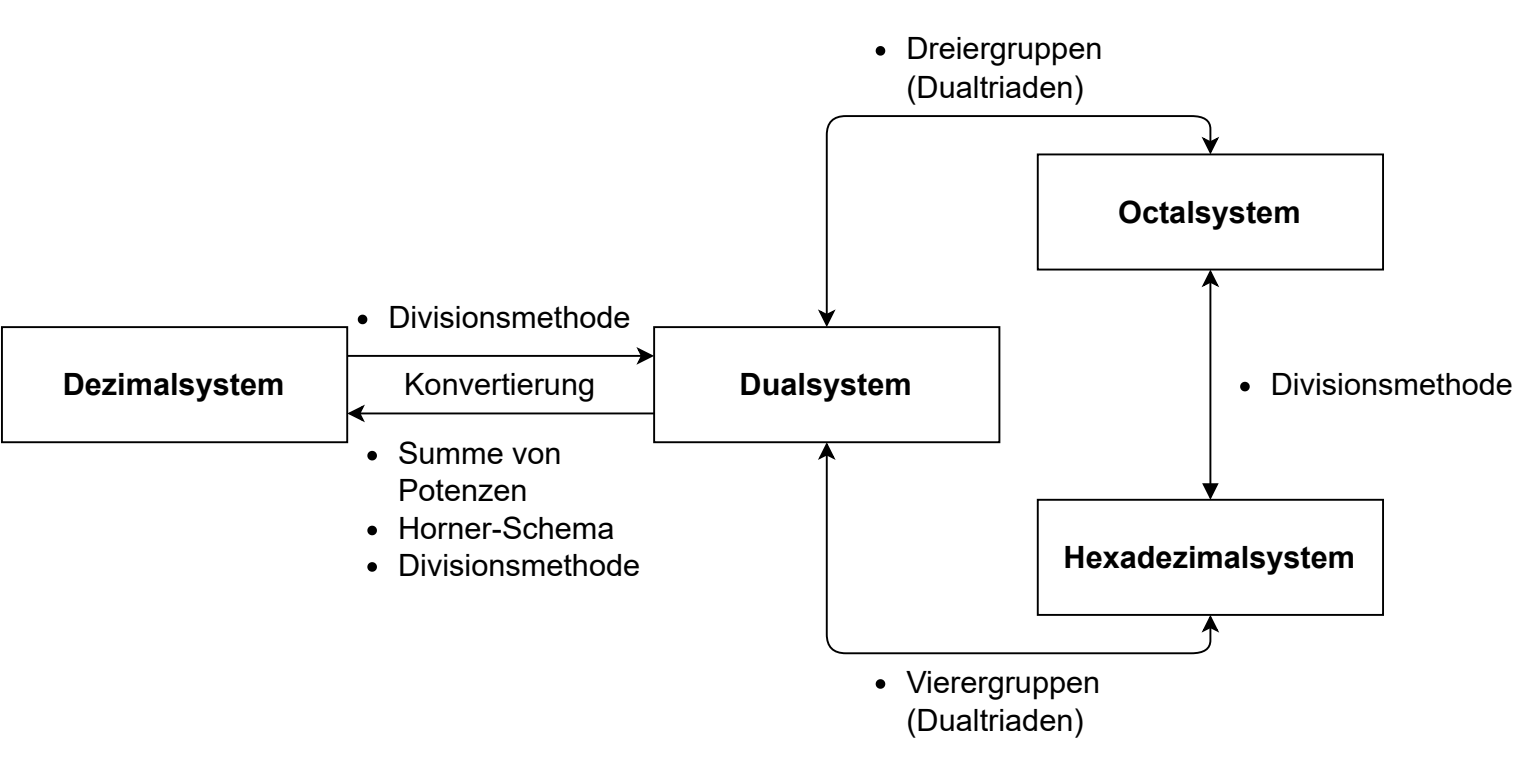 • Dreiergruppen
(Dualtriaden)
Octalsystem
• Divisionsmethode
Dezimalsystem
Konvertierung
Dualsystem
• Divisionsmethode
• Summe von
Potenzen
• Horner-Schema
• Divisionsmethode
Hexadezimalsystem
• Vierergruppen
(Dualtriaden)